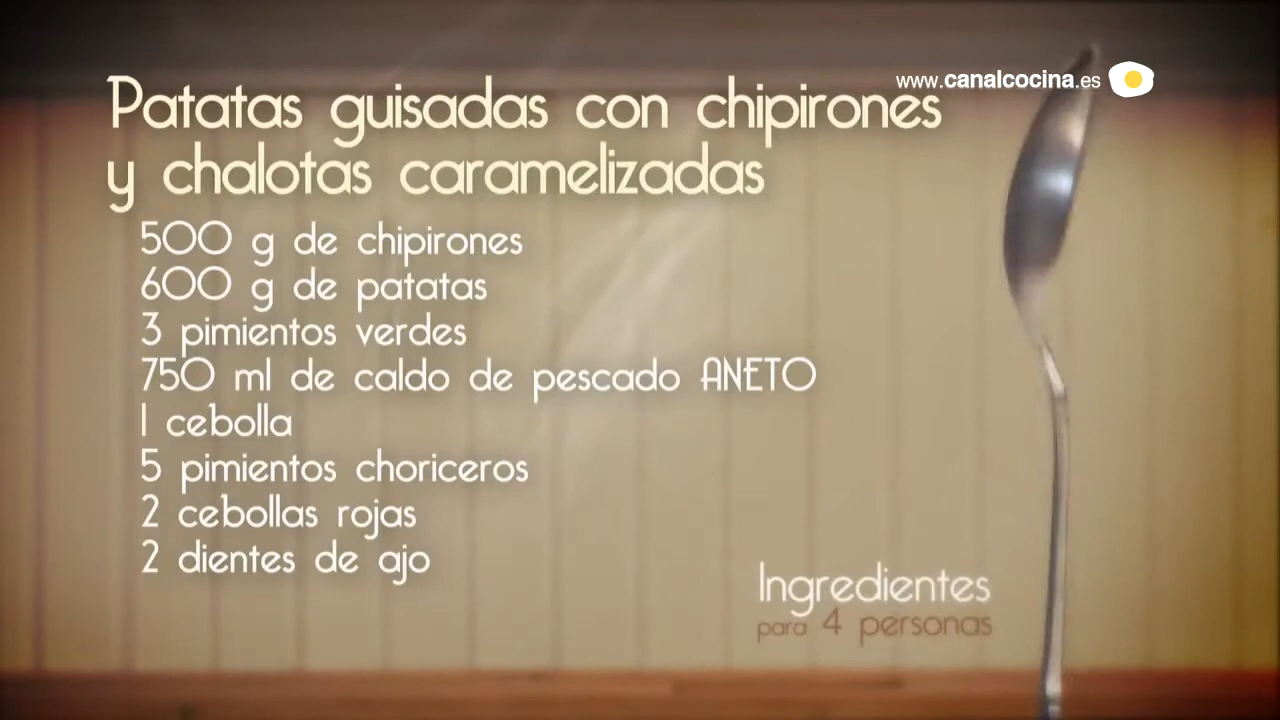 www.canalcocina.es
Patatas guisadas con chipirones
y chalotas caramelizadas
500 g de chipirones
600 g de patatas
3 pimientos verdes
750 ml de caldo de pescado ANETO
1 cebolla
5 pimientos choriceros
2 cebollas rojas
2 dientes de ajo
Ingredientes
para 4 personas